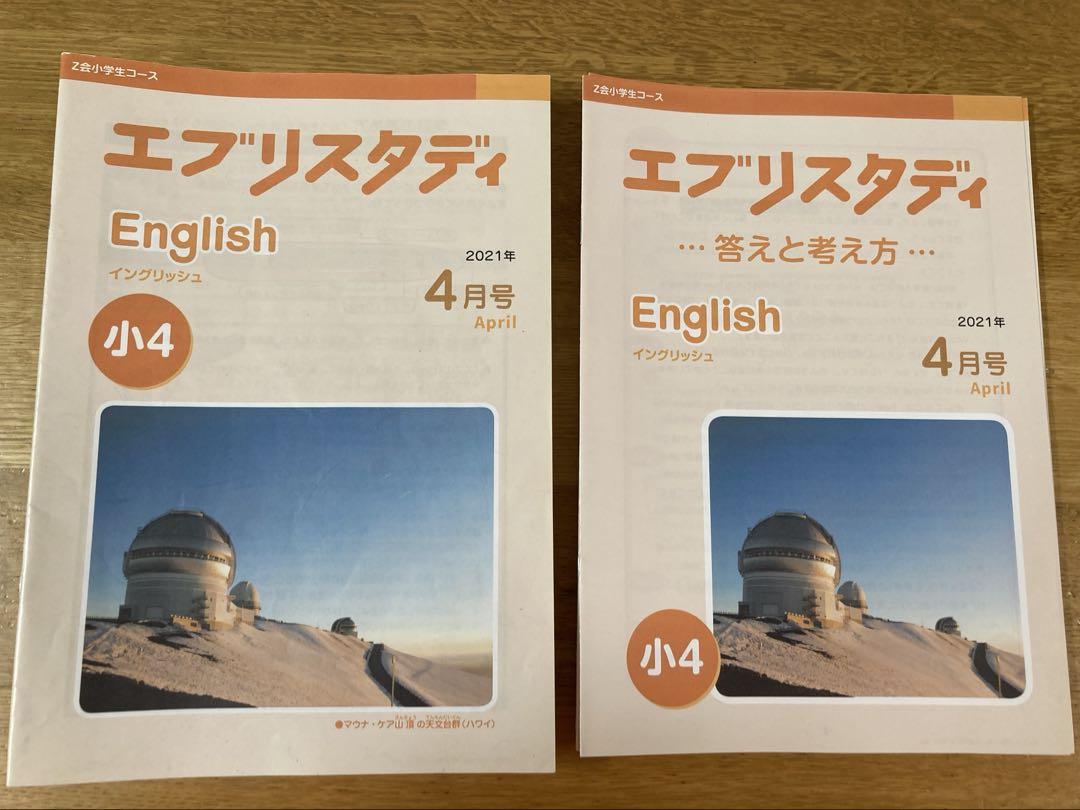 Z会小学生コース
エブリスタディ
English
イングリッシュ
2021年
4月号
April
小4
●マウナ・ケア山頂の天文台群(ハワイ)
Z会小学生コース
エブリスタディ
…答えと考え方…
English
イングリッシュ
2021年
4月号
April
小4